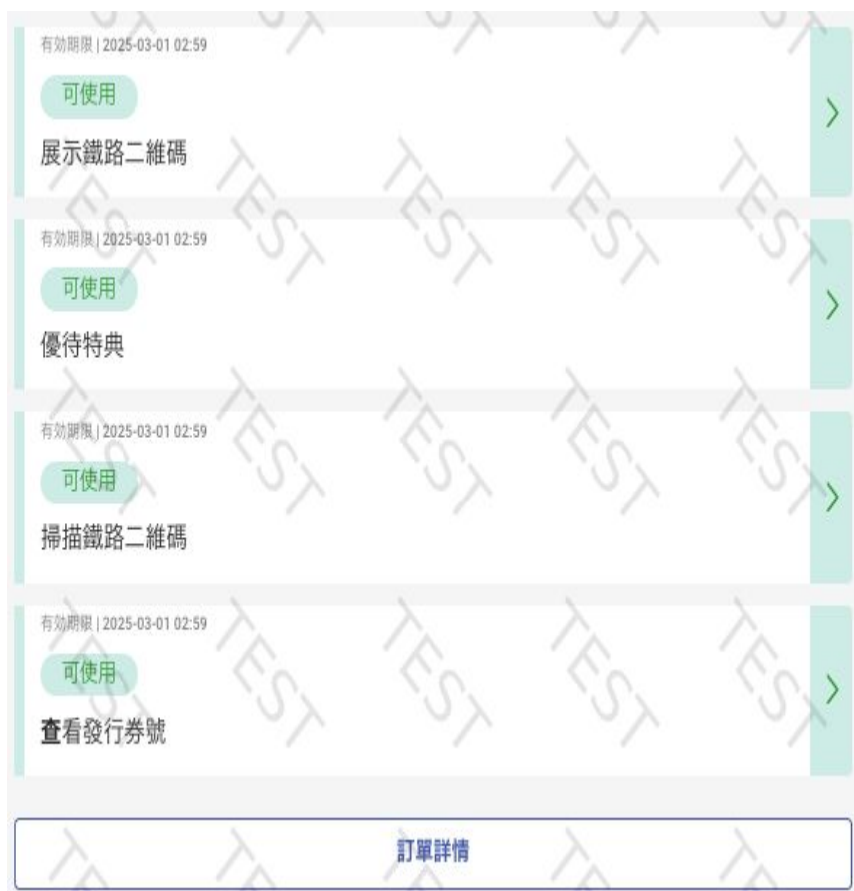 有効期限 | 2025-03-01 02:59
可使用
展示鐵路二維碼
有効期限 | 2025-03-01 02:59
可使用
優待特典
有効期限 | 2025-03-01 02:59
可使用
掃描鐵路二維碼
有効期限 | 2025-03-01 02:59
可使用
查看發行券號
訂單詳情
TEST